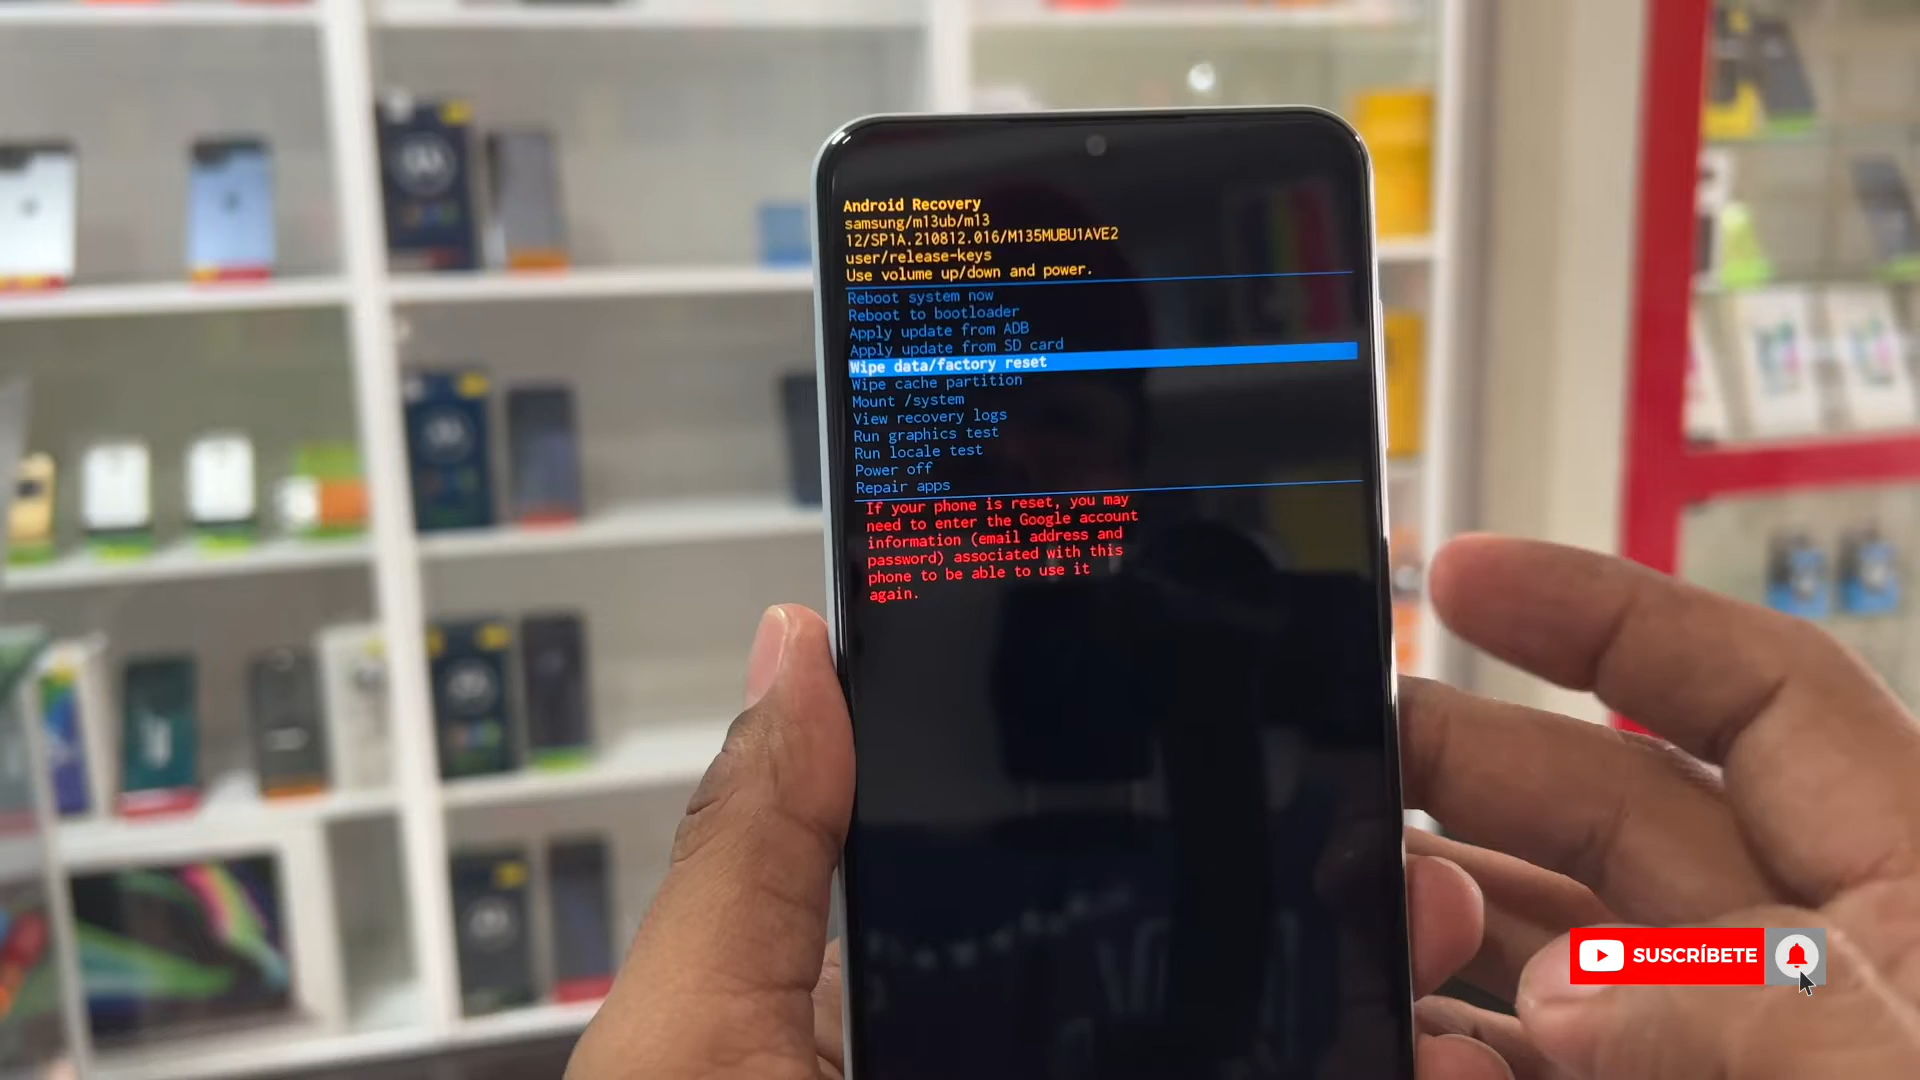 Android Recovery
samsung/m13ub/m13
12/SP1A.210812.016/M135MUBU1AVE2
user/release-keys
Use volume up/down and power.
Reboot system now
Reboot to bootloader
Apply update from ADB
Apply update from SD card
Wipe data/factory reset
Wipe cache partition
Mount /system
View recovery logs
Run graphics test
Run locale test
Power off
Repair apps
If your phone is reset, you may
need to enter the Google account
information (email address and
password) associated with this
phone to be able to use it
again.
SUSCRÍBETE